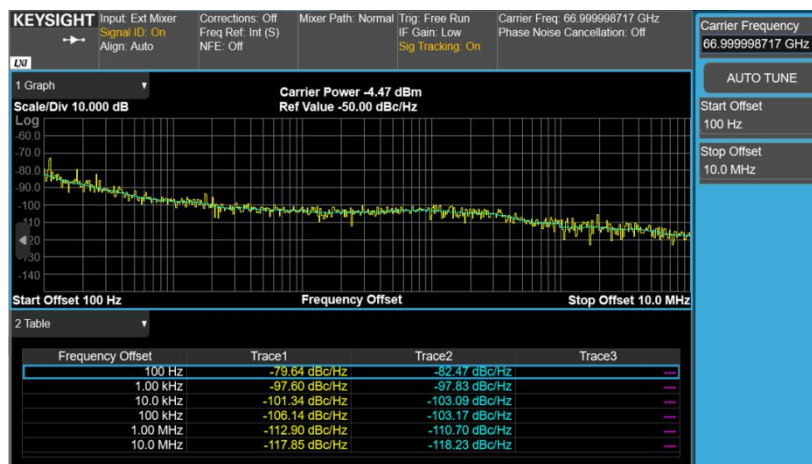 KEYSIGHT Input: Ext Mixer Corrections: Off Mixer Path: Normal Trig: Free Run Carrier Freq: 66.999998717 GHz
Signal ID: On Freq Ref: Int (S) IF Gain: Low Phase Noise Cancellation: Off
Align: Auto NFE: Off Sig Tracking: On
LXI
Carrier Frequency
66.999998717 GHz
AUTO TUNE
Start Offset
100 Hz
Stop Offset
10.0 MHz
1 Graph
Carrier Power -4.47 dBm
Scale/Div 10.000 dB Ref Value -50.00 dBc/Hz
Log
-60.0
-70.0
-80.0
-90.0
-100
-110
-140
Start Offset 100 Hz Frequency Offset Stop Offset 10.0 MHz
2 Table
Frequency Offset Trace1 Trace2 Trace3
100 Hz -79.64 dBc/Hz -82.47 dBc/Hz ---
1.00 kHz -97.60 dBc/Hz -97.83 dBc/Hz ---
10.0 kHz -101.34 dBc/Hz -103.09 dBc/Hz ---
100 kHz -106.14 dBc/Hz -103.17 dBc/Hz ---
1.00 MHz -112.90 dBc/Hz -110.70 dBc/Hz ---
10.0 MHz -117.85 dBc/Hz -118.23 dBc/Hz ---